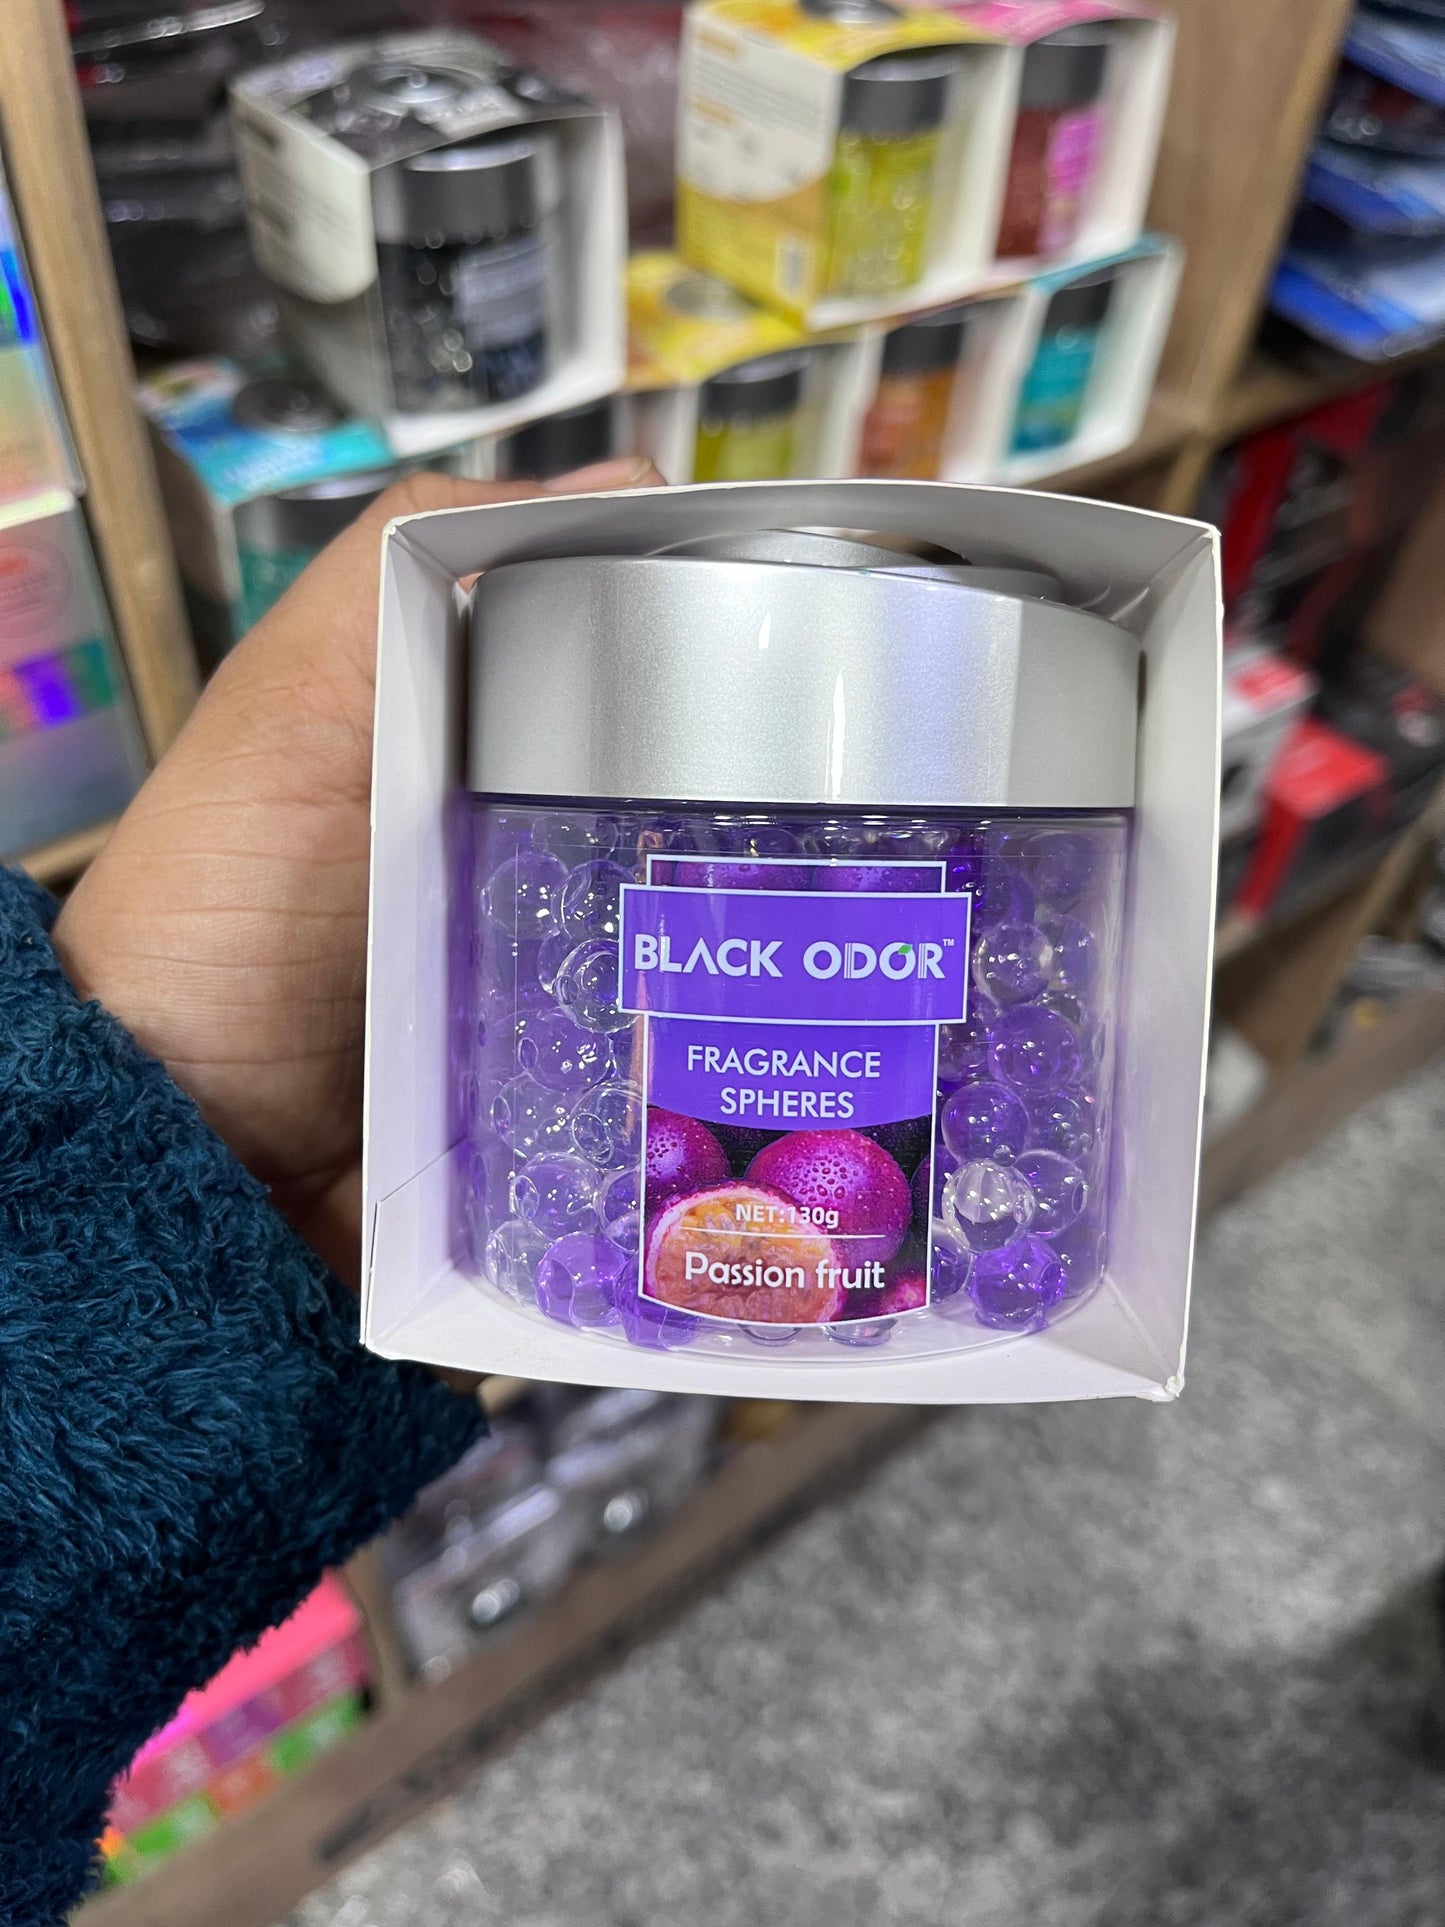 BLACK ODOR™
FRAGRANCE
SPHERES
NET:130g
Passion fruit